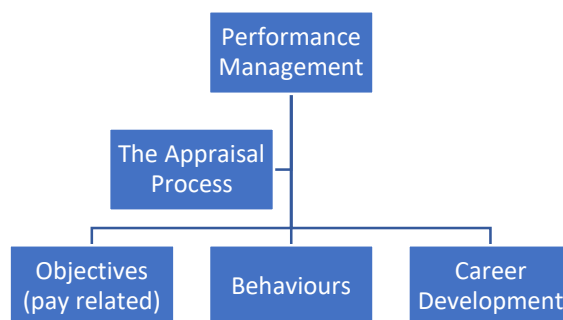 Performance
Management
The Appraisal
Process
Objectives
(pay related)
Behaviours
Career
Development